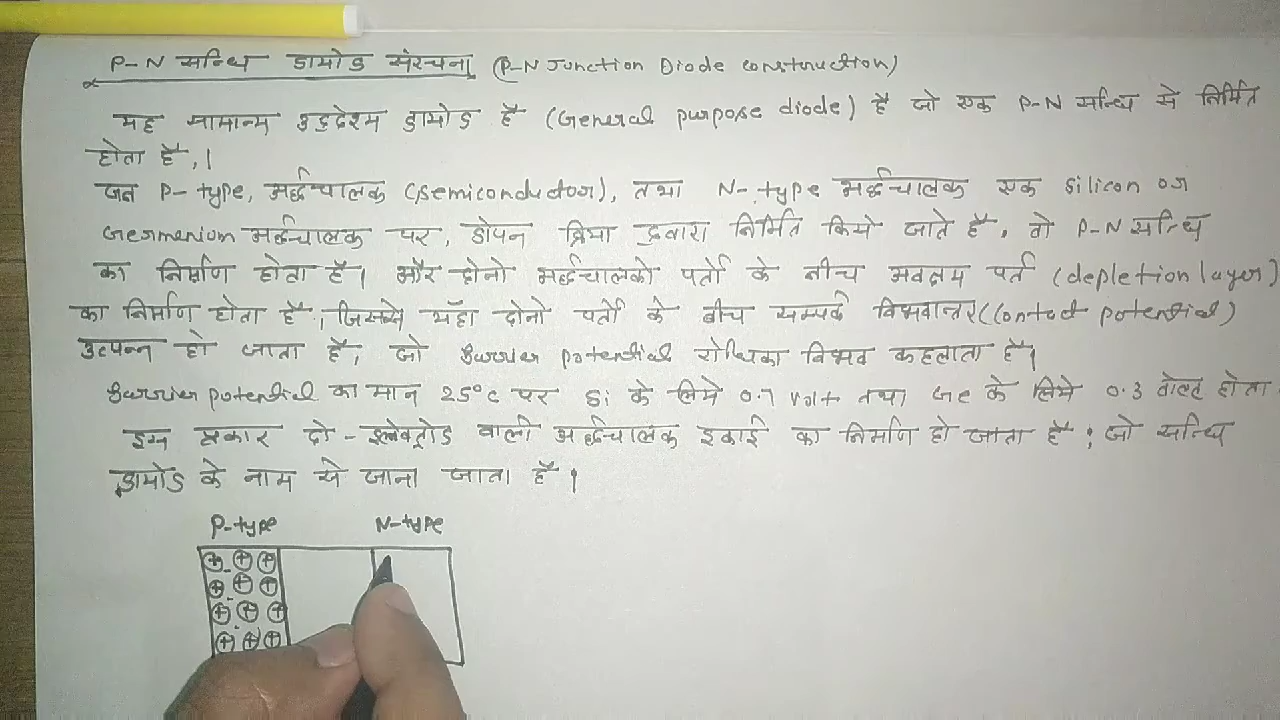 P-N सन्धि डायोड संरचना (P-N Junction Diode construction)
यह सामान्य उद्देश्य डायोड है (General purpose diode) है जो एक P-N सन्धि से निर्मित
होता है,।
जब P-type, अर्द्धचालक (semiconductor), तथा N-type अर्द्धचालक एक silicon or
Germenium अर्द्धचालक पर, डोपन क्रिया द्वारा निर्मित किये जाते है, तो P-N सन्धि
का निर्माण होता है। और दोनो अर्द्धचालको पर्तो के बीच अवक्षय पर्त (depletion layer)
का निर्माण होता है, जिससे यहाँ दोनो पर्तो के बीच सम्पर्क विभवान्तर (Contact potential)
उत्पन्न हो जाता है, जो Barrier potential रोधिका विभव कहलाता है।
Barrier potential का मान 25°c पर Si के लिये 0.7 volt तथा Ge के लिये 0.3 वोल्ट होता
इस प्रकार दो-इलेक्ट्रोड वाली अर्द्धचालक इकाई का निर्माण हो जाता है, जो सन्धि
डायोड के नाम से जाना जाता है।
P-type N-type
+ + +
+ + +
+ + +
+ + +